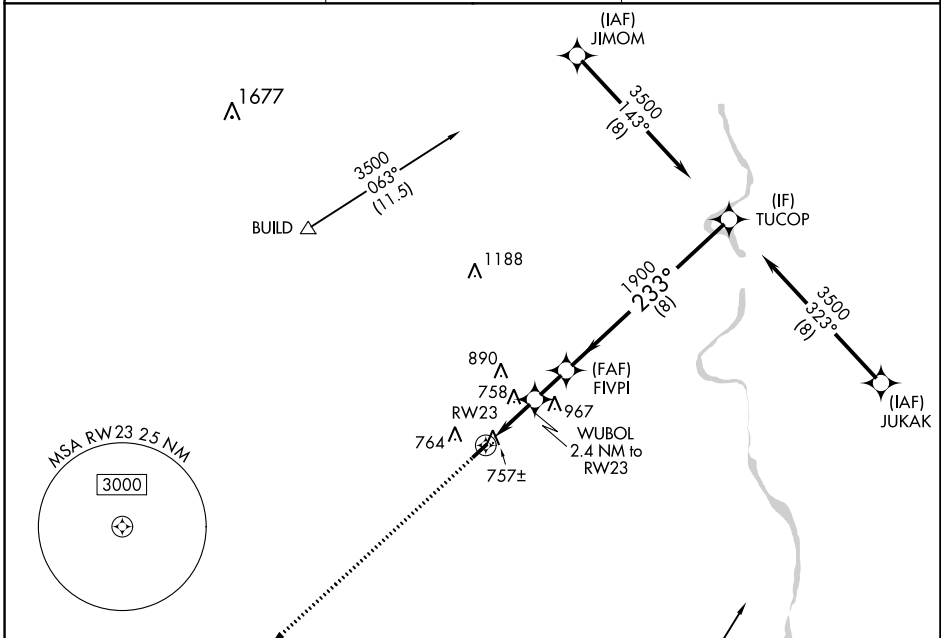 (IAF)
JIMOM
1677
3500
143°
(8)
3500
063°
(11.5)
BUILD
(IF)
TUCOP
1188
1900
233°
(8)
3500
323°
(8)
890
(FAF)
FIVPI
758
967
(IAF)
JUKAK
RW23
764
WUBOL
2.4 NM to
RW23
757±
MSA RW23 25 NM
3000